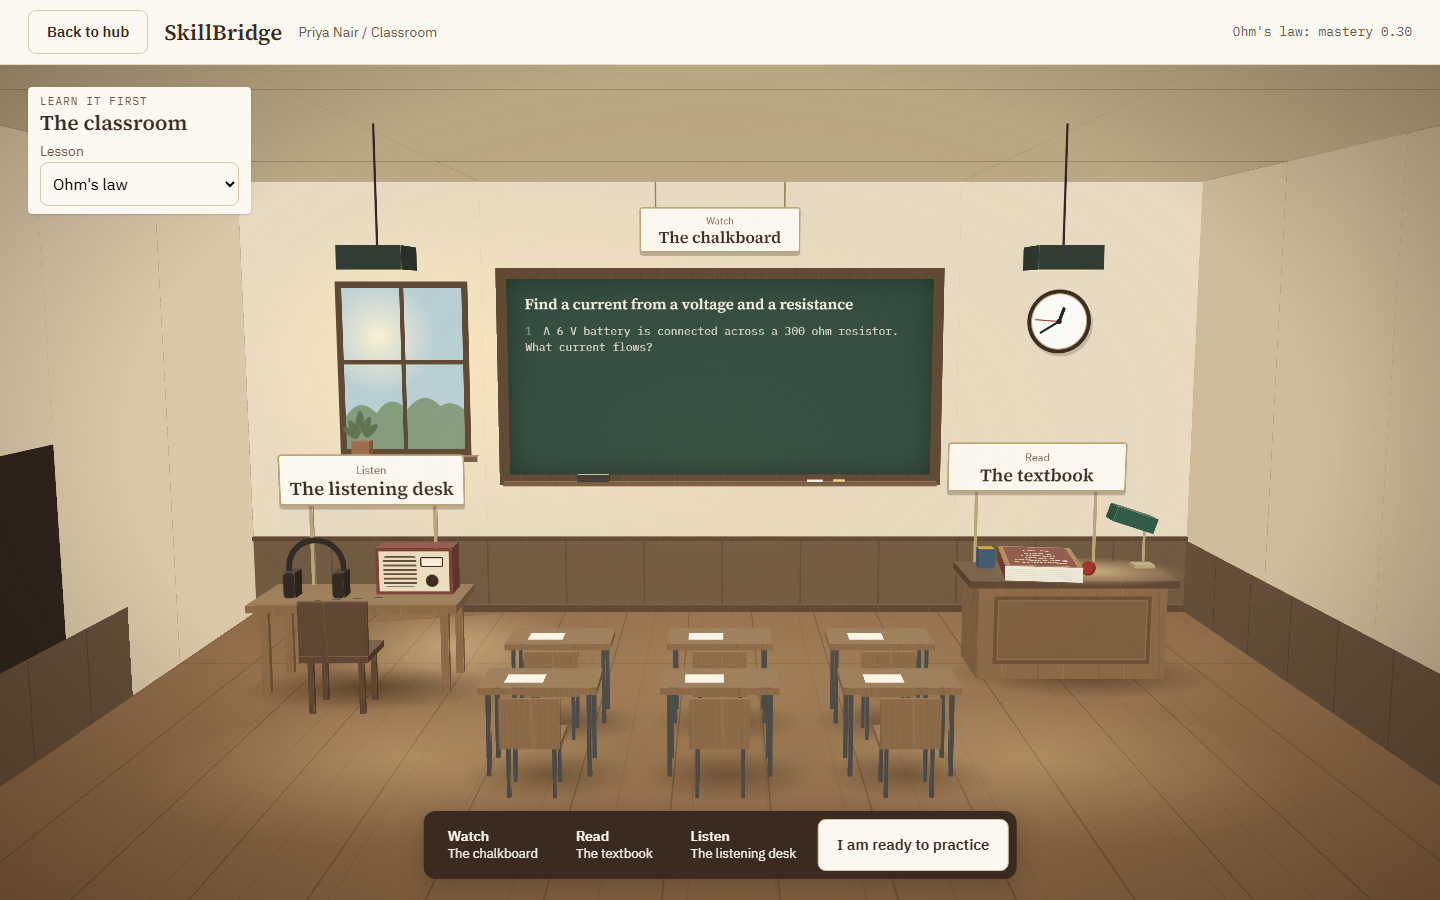 Back to hub
SkillBridge
Priya Nair / Classroom
Ohm's law: mastery 0.30
LEARN IT FIRST
The classroom
Lesson
Ohm's law
Watch
The chalkboard
Find a current from a voltage and a resistance
1 A 6 V battery is connected across a 300 ohm resistor.
What current flows?
Listen
The listening desk
Read
The textbook
Watch
The chalkboard
Read
The textbook
Listen
The listening desk
I am ready to practice